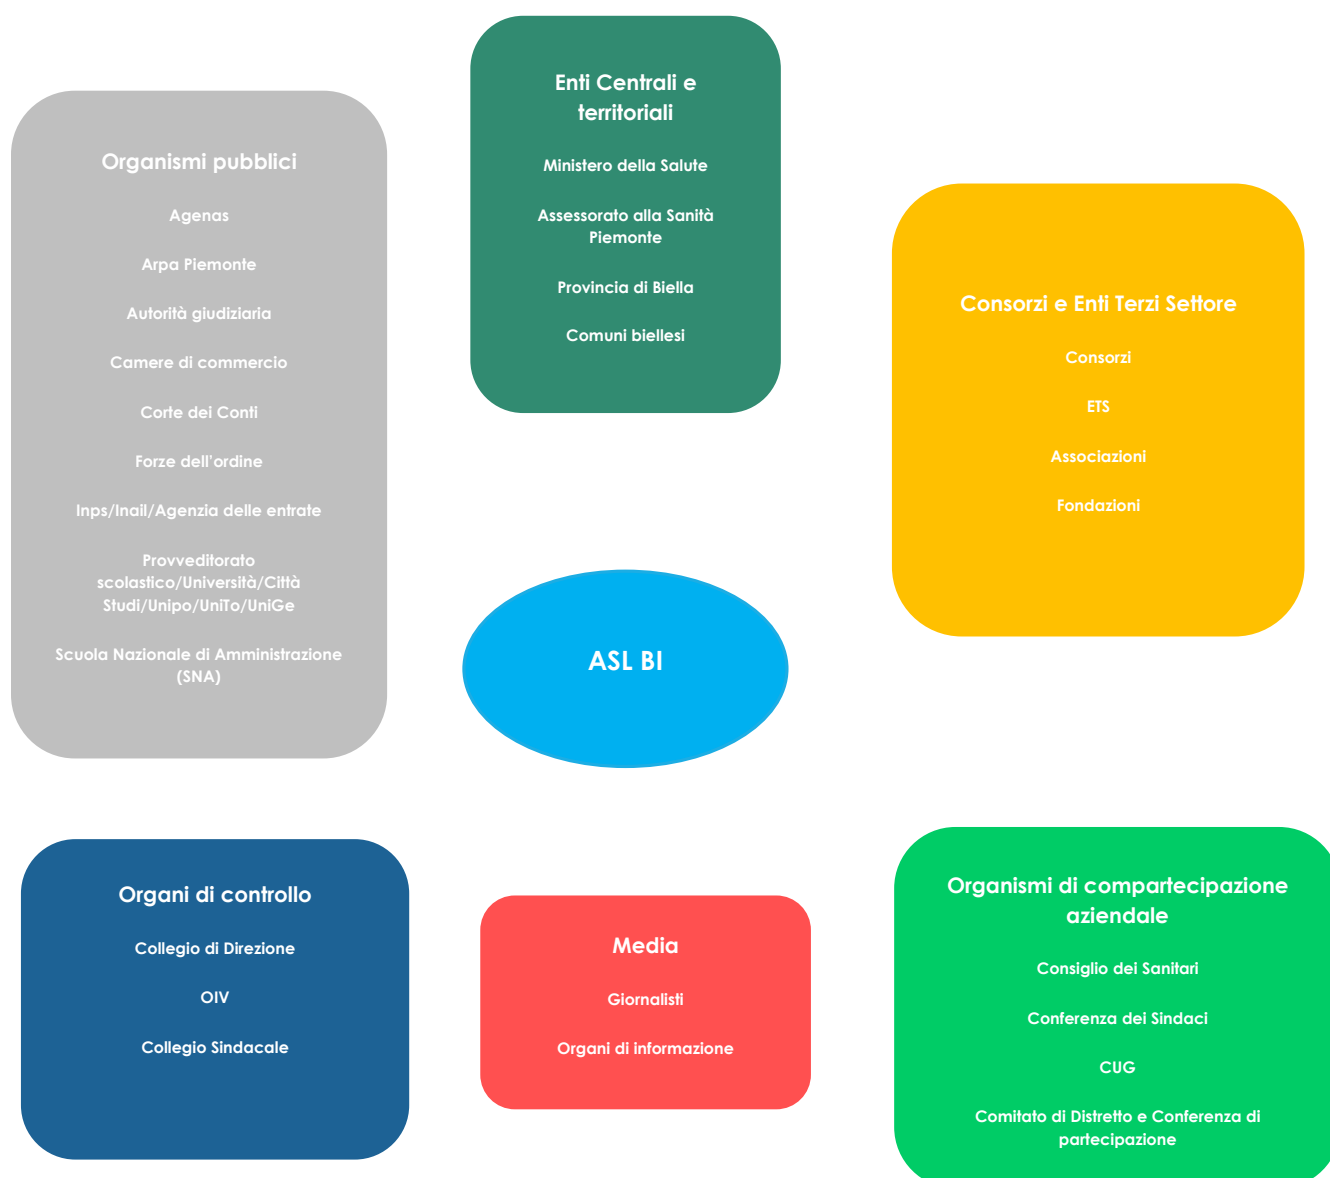 Enti Centrali e
territoriali
Ministero della Salute
Assessorato alla Sanità
Piemonte
Provincia di Biella
Comuni biellesi
Organismi pubblici
Agenas
Arpa Piemonte
Autorità giudiziaria
Camere di commercio
Corte dei Conti
Forze dell'ordine
Inps/Inail/Agenzia delle entrate
Provveditorato
scolastico/Università/Città
Studi/Unipo/UniTo/UniGe
Scuola Nazionale di Amministrazione
(SNA)
Consorzi e Enti Terzi Settore
Consorzi
ETS
Associazioni
Fondazioni
ASL BI
Organi di controllo
Collegio di Direzione
OIV
Collegio Sindacale
Media
Giornalisti
Organi di informazione
Organismi di compartecipazione
aziendale
Consiglio dei Sanitari
Conferenza dei Sindaci
CUG
Comitato di Distretto e Conferenza di
partecipazione